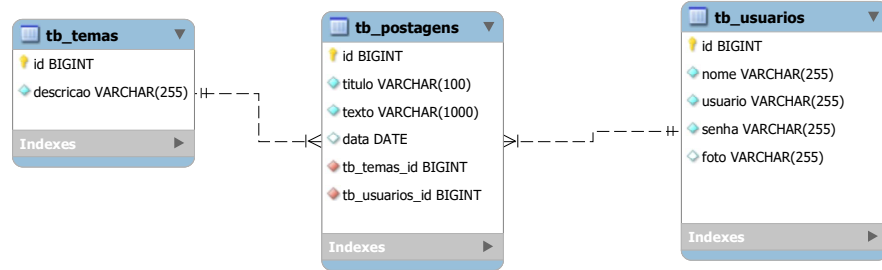 tb_temas
id BIGINT
descricao VARCHAR(255)
Indexes
tb_postagens
id BIGINT
titulo VARCHAR(100)
texto VARCHAR(1000)
data DATE
tb_temas_id BIGINT
tb_usuarios_id BIGINT
Indexes
tb_usuarios
id BIGINT
nome VARCHAR(255)
usuario VARCHAR(255)
senha VARCHAR(255)
foto VARCHAR(255)
Indexes